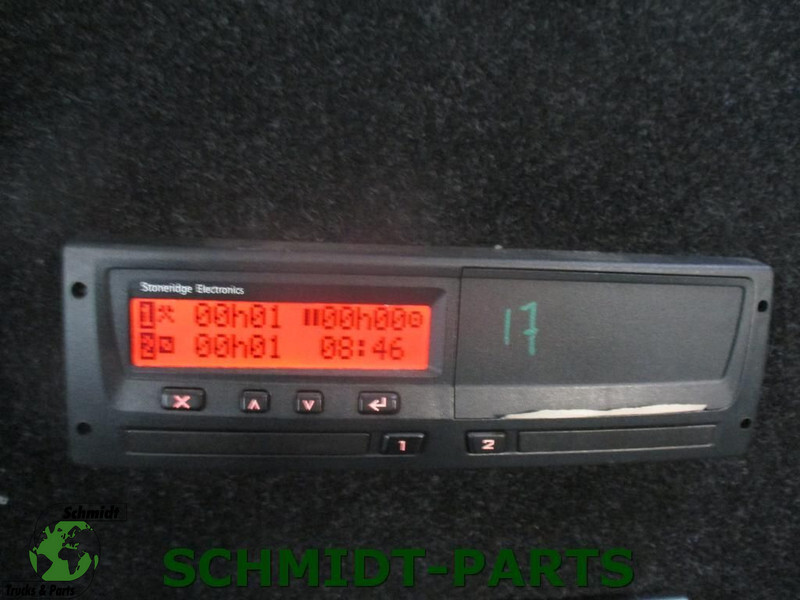 Stoneridge Electronics
1 00h01 00h00
2 00h01 08:46
1 2
17
Schmidt
Trucks & Parts
SCHMIDT-PARTS